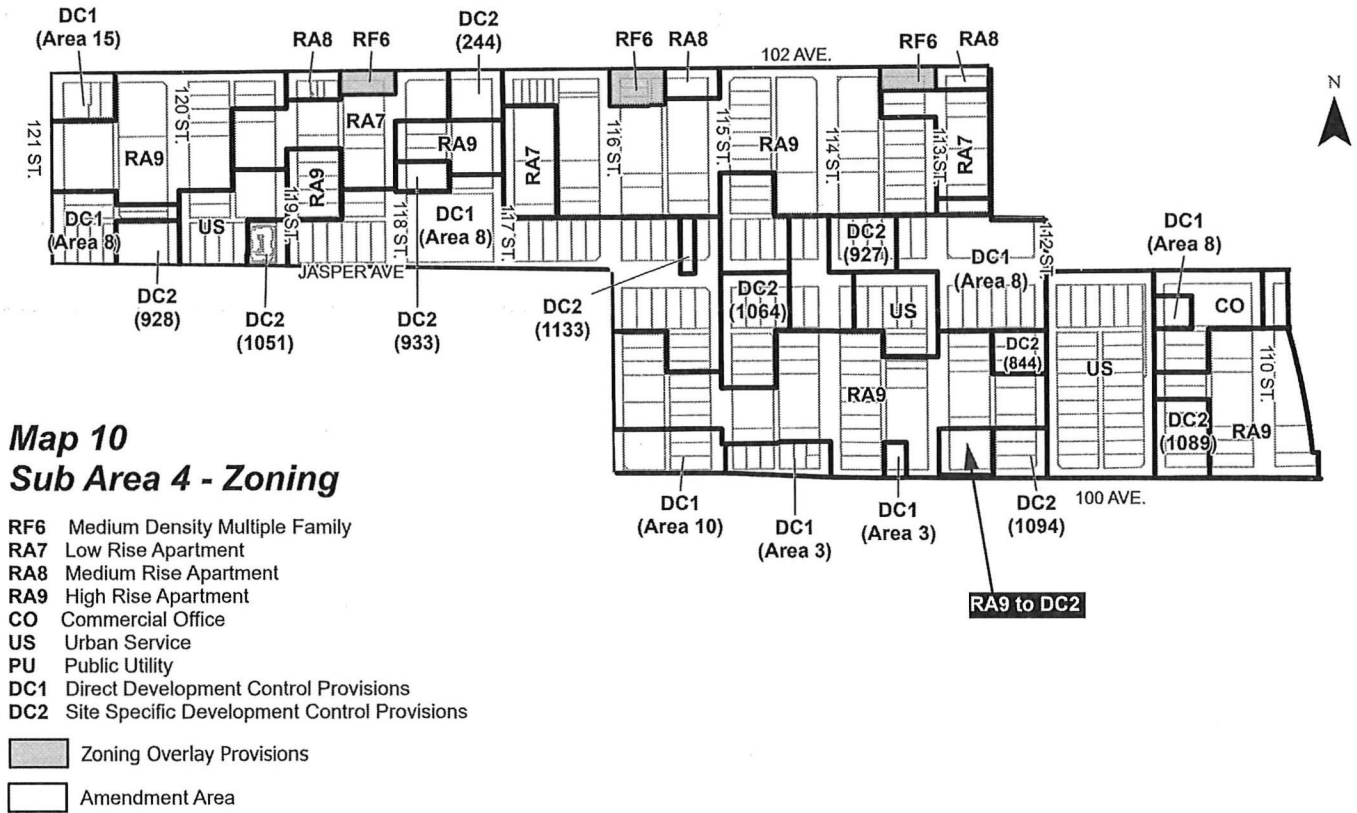 DC1
(Area 15)
RA8
RF6
DC2
(244)
RF6
RA8
102 AVE.
RF6
RA8
N
121 ST.
120 ST.
RA9
RA7
RA9
RA7
116 ST.
115 ST.
RA9
114 ST.
113 ST.
RA7
RA9
119 ST.
118 ST.
117 ST.
DC1
(Area 8)
US
DC1
(Area 8)
DC2
(927)
DC1
(Area 8)
112 ST.
DC1
(Area 8)
JASPER AVE
DC2
(928)
DC2
(1051)
DC2
(933)
DC2
(1133)
DC2
(1064)
US
CO
DC2
(844)
US
110 ST.
RA9
DC2
(1089)
RA9
100 AVE.
DC1
(Area 10)
DC1
(Area 3)
DC1
(Area 3)
DC2
(1094)
RA9 to DC2
Map 10
Sub Area 4 - Zoning
RF6 Medium Density Multiple Family
RA7 Low Rise Apartment
RA8 Medium Rise Apartment
RA9 High Rise Apartment
CO Commercial Office
US Urban Service
PU Public Utility
DC1 Direct Development Control Provisions
DC2 Site Specific Development Control Provisions
Zoning Overlay Provisions
Amendment Area